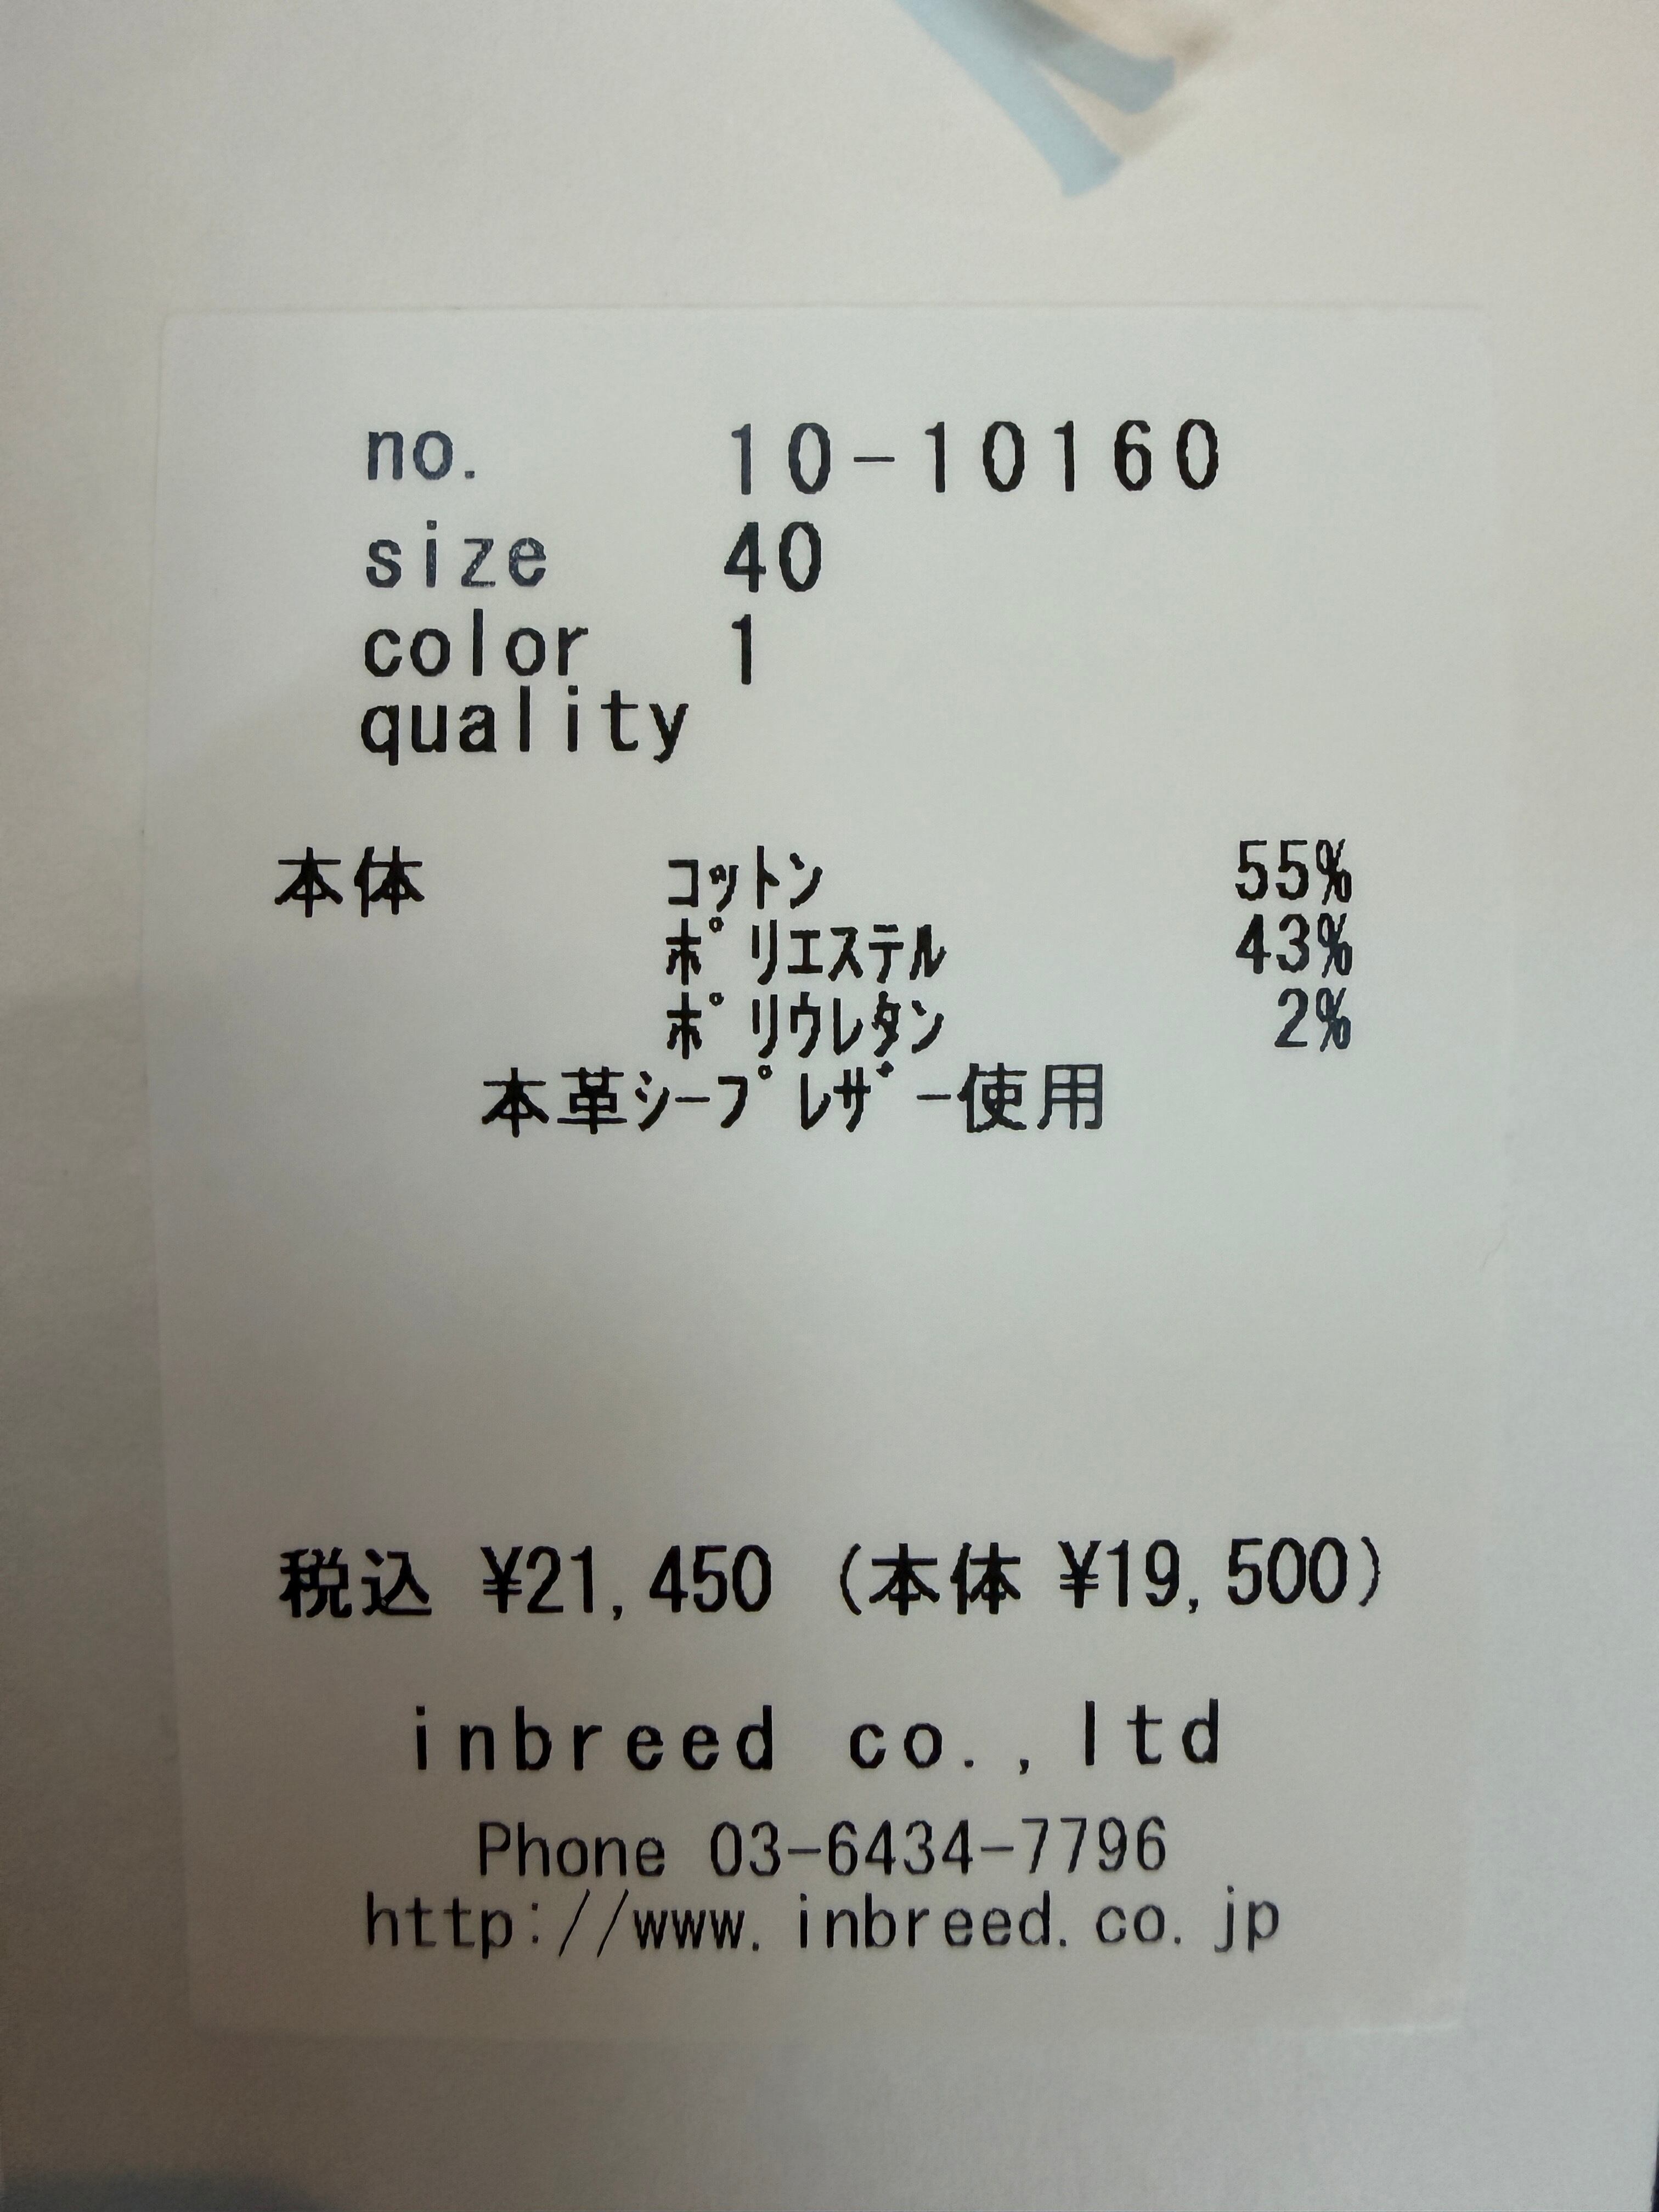 no. 10-10160
size 40
color 1
quality
本体 ｺｯﾄﾝ 55%
ﾎﾟﾘｴｽﾃﾙ 43%
ﾎﾟﾘｳﾚﾀﾝ 2%
本革ｼｰﾌﾟﾚｻﾞｰ使用
税込 ¥21,450 (本体 ¥19,500)
inbreed co.,ltd
Phone 03-6434-7796
http://www.inbreed.co.jp